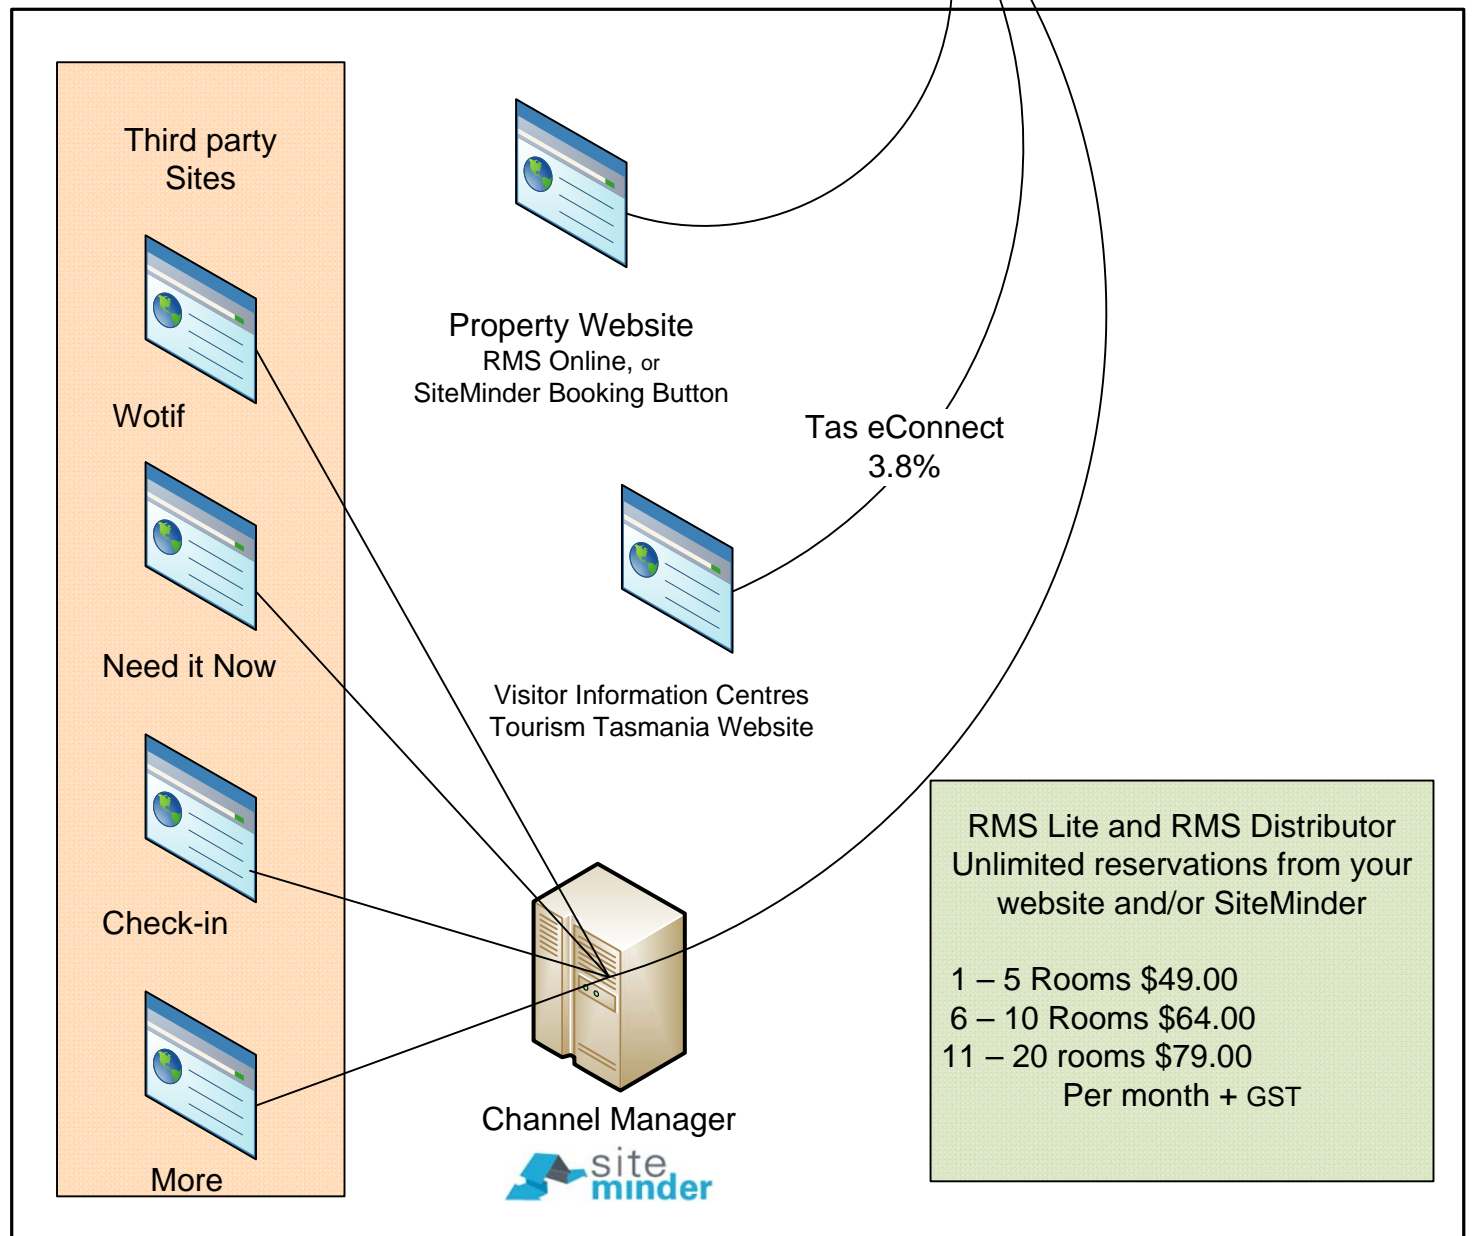 Third party
Sites
Wotif
Need it Now
Check-in
More
Property Website
RMS Online, or
SiteMinder Booking Button
Tas eConnect
3.8%
Visitor Information Centres
Tourism Tasmania Website
Channel Manager
site
minder
RMS Lite and RMS Distributor
Unlimited reservations from your
website and/or SiteMinder
1 – 5 Rooms $49.00
6 – 10 Rooms $64.00
11 – 20 rooms $79.00
Per month + GST